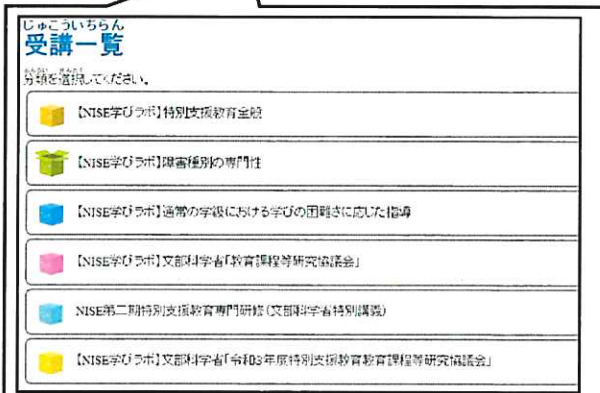 じゅこういちらん
受講一覧
分類を選択してください。
【NISE学びラボ】特別支援教育全般
【NISE学びラボ】障害種別の専門性
【NISE学びラボ】通常の学級における学びの困難さに応じた指導
【NISE学びラボ】文部科学省「教育課程等研究協議会」
NISE第二期特別支援教育専門研修(文部科学省特別講義)
【NISE学びラボ】文部科学省「令和3年度特別支援教育教育課程等研究協議会」